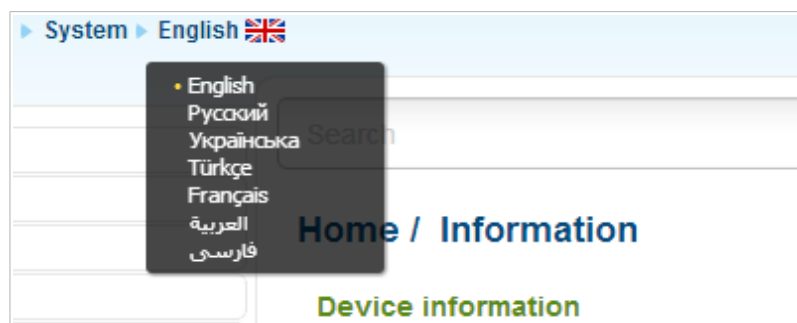 System English
English
Русский
Українська
Türkçe
Français
العربية
فارسی
Search
Home / Information
Device information